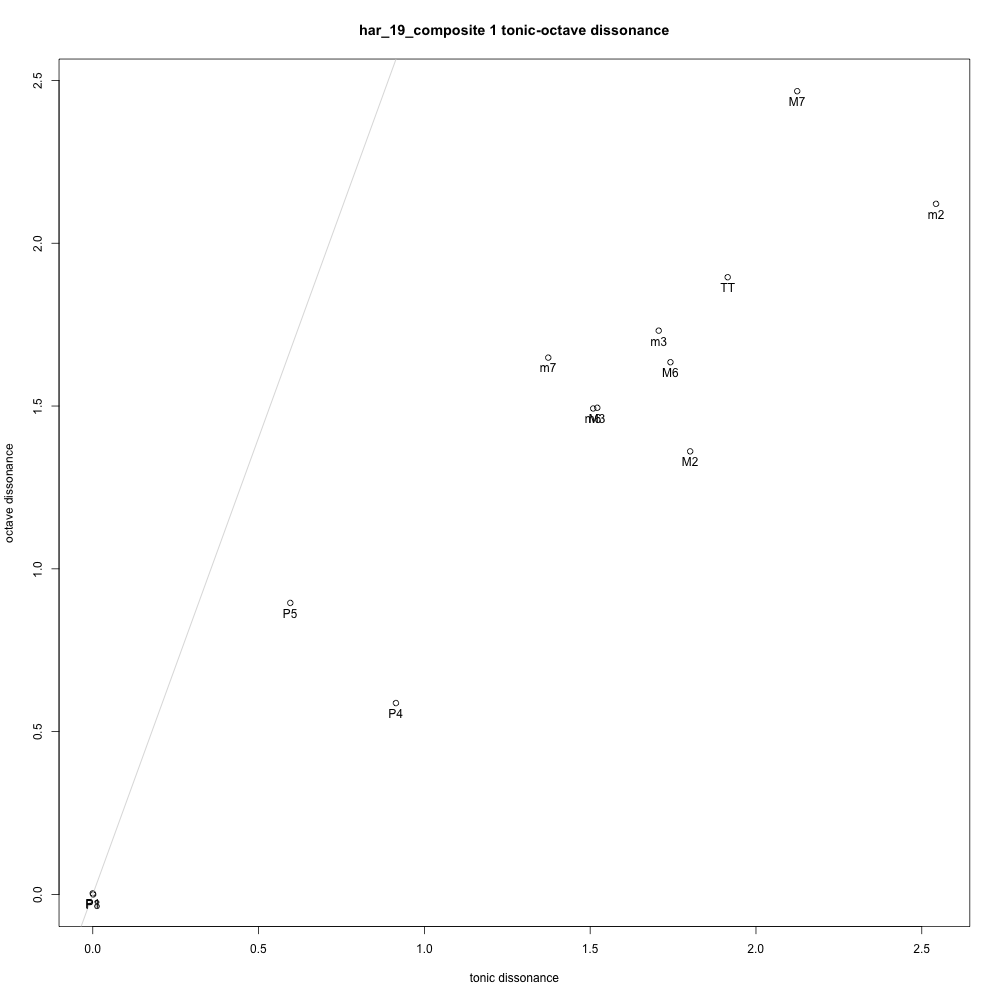 har_19_composite 1 tonic-octave dissonance
octave dissonance
2.5
2.0
1.5
1.0
0.5
0.0
M7
m2
TT
m3
m7
M6
M3
M2
P5
P4
0.0
0.5
1.0
1.5
2.0
2.5
tonic dissonance